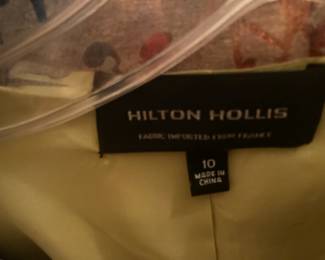 HILTON HOLLIS
FABRIC IMPORTED FROM FRANCE
10
MADE IN
CHINA